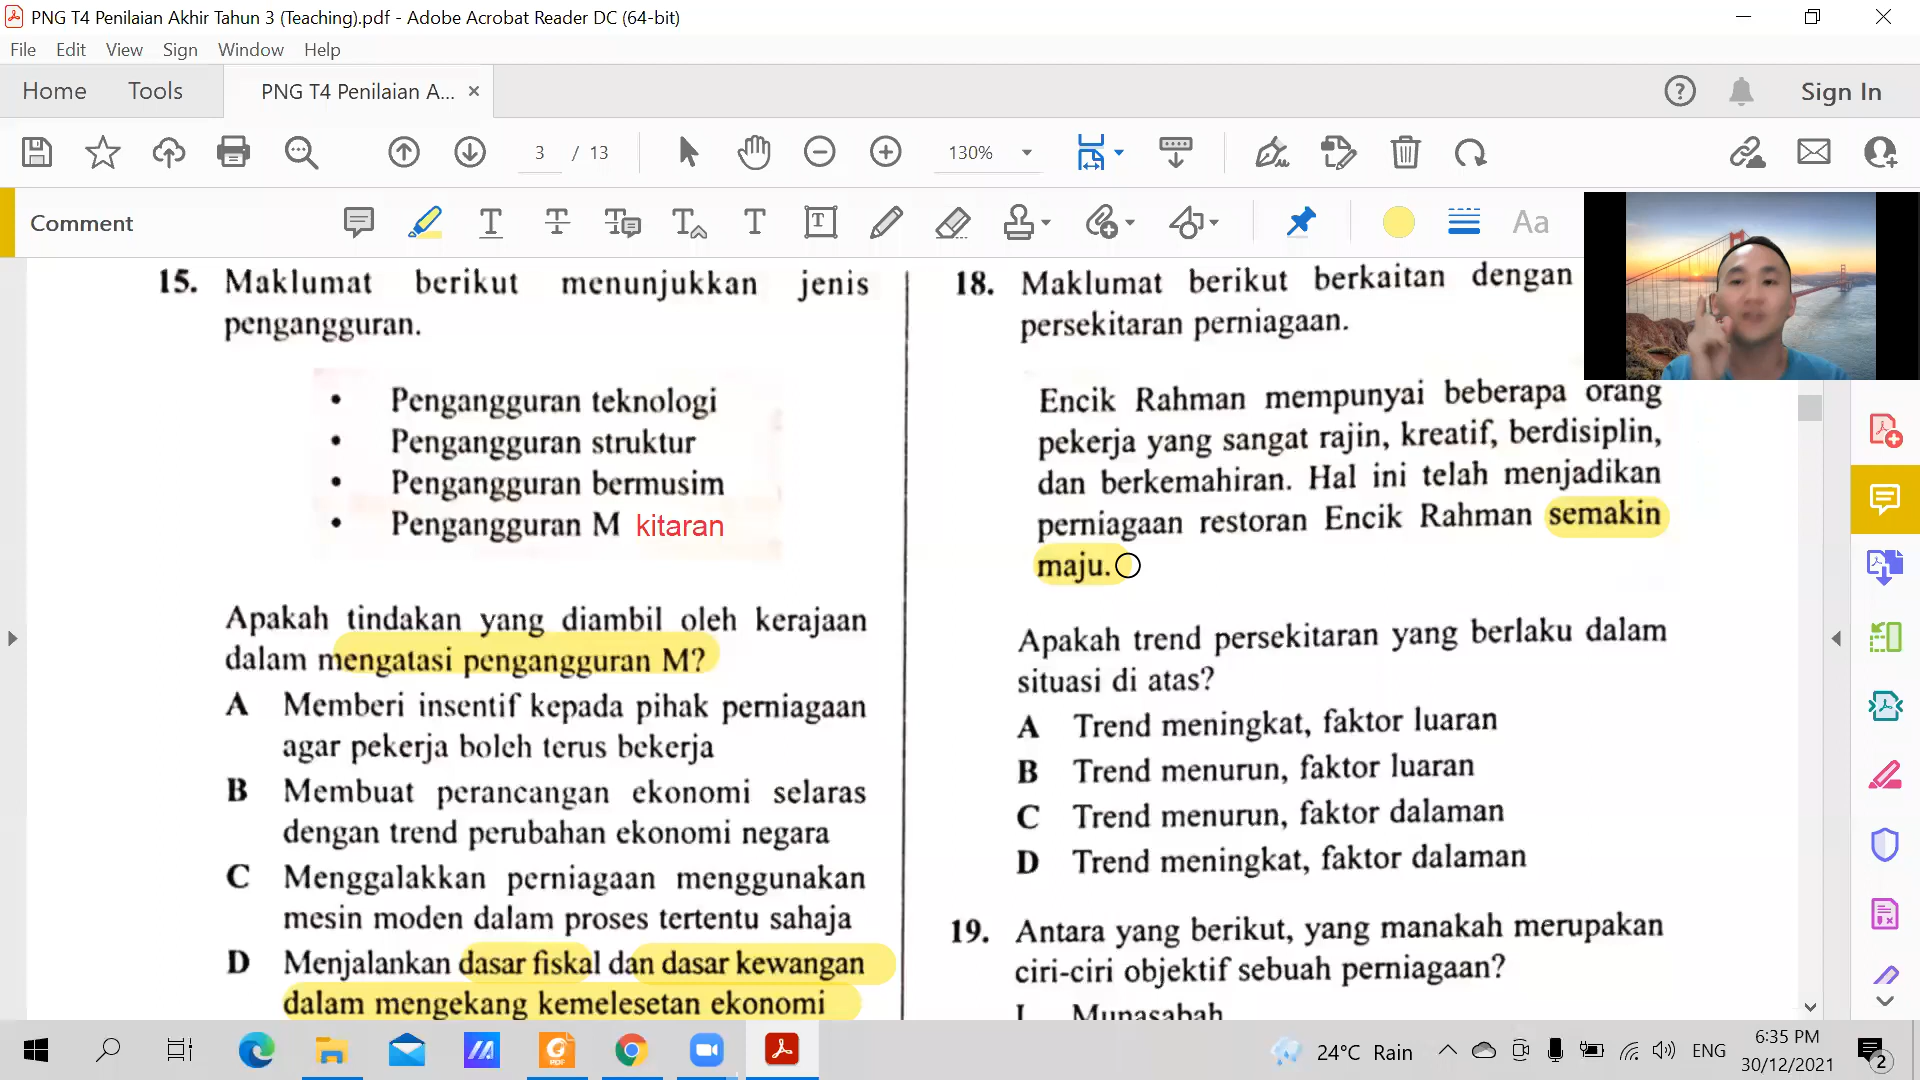 PNG T4 Penilaian Akhir Tahun 3 (Teaching).pdf - Adobe Acrobat Reader DC (64-bit)
File Edit View Sign Window Help
Home Tools PNG T4 Penilaian A... × Sign In
3 / 13 130%
Comment Aa
15. Maklumat berikut menunjukkan jenis
pengangguran.
• Pengangguran teknologi
• Pengangguran struktur
• Pengangguran bermusim
• Pengangguran M kitaran
Apakah tindakan yang diambil oleh kerajaan
dalam mengatasi pengangguran M?
A Memberi insentif kepada pihak perniagaan
agar pekerja boleh terus bekerja
B Membuat perancangan ekonomi selaras
dengan trend perubahan ekonomi negara
C Menggalakkan perniagaan menggunakan
mesin moden dalam proses tertentu sahaja
D Menjalankan dasar fiskal dan dasar kewangan
dalam mengekang kemelesetan ekonomi
18. Maklumat berikut berkaitan dengan
persekitaran perniagaan.
Encik Rahman mempunyai beberapa orang
pekerja yang sangat rajin, kreatif, berdisiplin,
dan berkemahiran. Hal ini telah menjadikan
perniagaan restoran Encik Rahman semakin
maju.
Apakah trend persekitaran yang berlaku dalam
situasi di atas?
A Trend meningkat, faktor luaran
B Trend menurun, faktor luaran
C Trend menurun, faktor dalaman
D Trend meningkat, faktor dalaman
19. Antara yang berikut, yang manakah merupakan
ciri-ciri objektif sebuah perniagaan?
I Munasabah
24°C Rain ENG 6:35 PM
30/12/2021 2